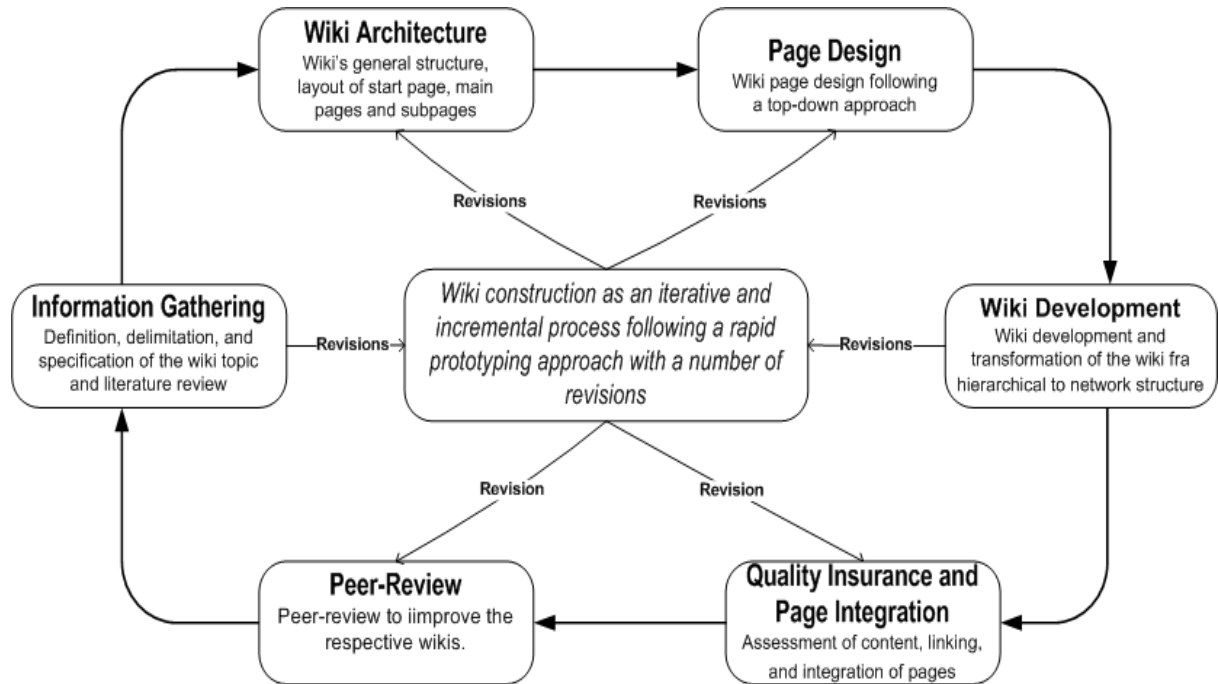 Wiki Architecture
Wiki's general structure,
layout of start page, main
pages and subpages
Page Design
Wiki page design following
a top-down approach
Revisions
Revisions
Information Gathering
Definition, delimitation, and
specification of the wiki topic
and literature review
Revisions
Wiki construction as an iterative and
incremental process following a rapid
prototyping approach with a number of
revisions
Revisions
Wiki Development
Wiki development and
transformation of the wiki fra
hierarchical to network structure
Revision
Revision
Peer-Review
Peer-review to iimprove the
respective wikis.
Quality Insurance and
Page Integration
Assessment of content, linking,
and integration of pages